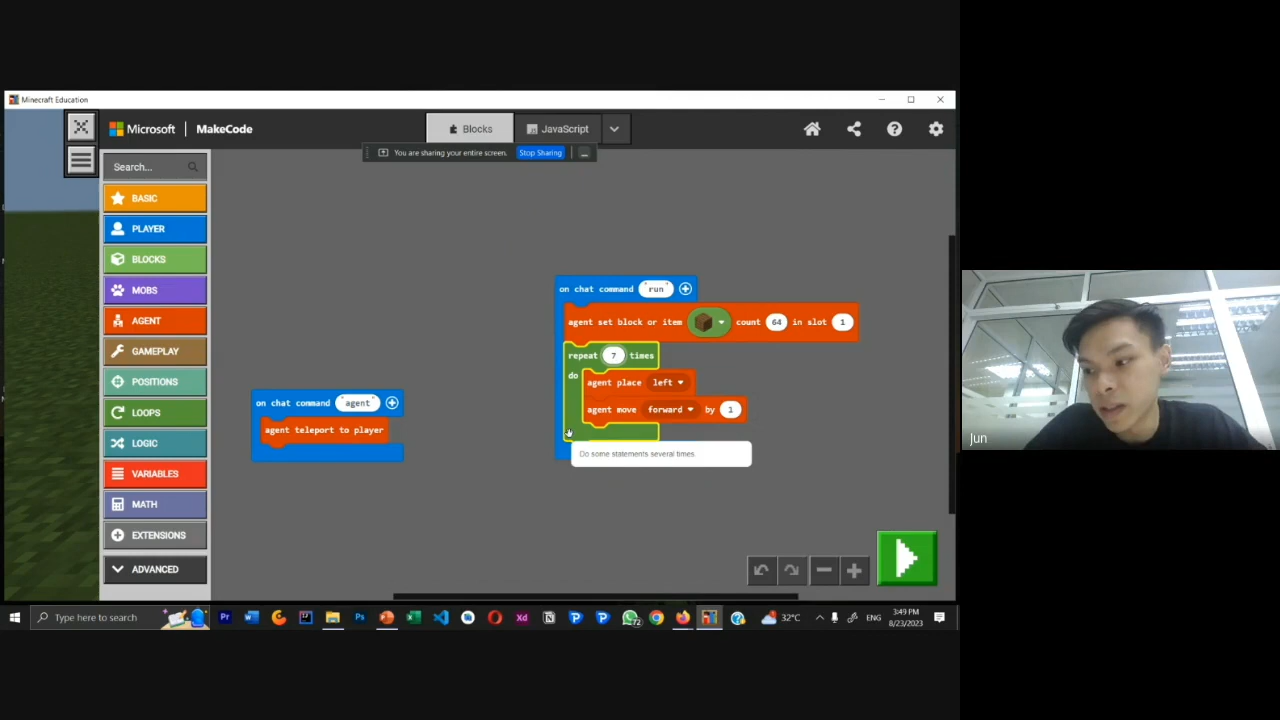 Minecraft Education
Microsoft | MakeCode
Blocks
JavaScript
You are sharing your entire screen.
Stop Sharing
Search...
BASIC
PLAYER
BLOCKS
MOBS
AGENT
GAMEPLAY
POSITIONS
LOOPS
LOGIC
VARIABLES
MATH
EXTENSIONS
ADVANCED
on chat command "agent"
agent teleport to player
on chat command "run"
agent set block or item count 64 in slot 1
repeat 7 times
do
agent place left
agent move forward by 1
Do some statements several times.
Jun
Type here to search
32°C
ENG
3:49 PM
8/23/2023